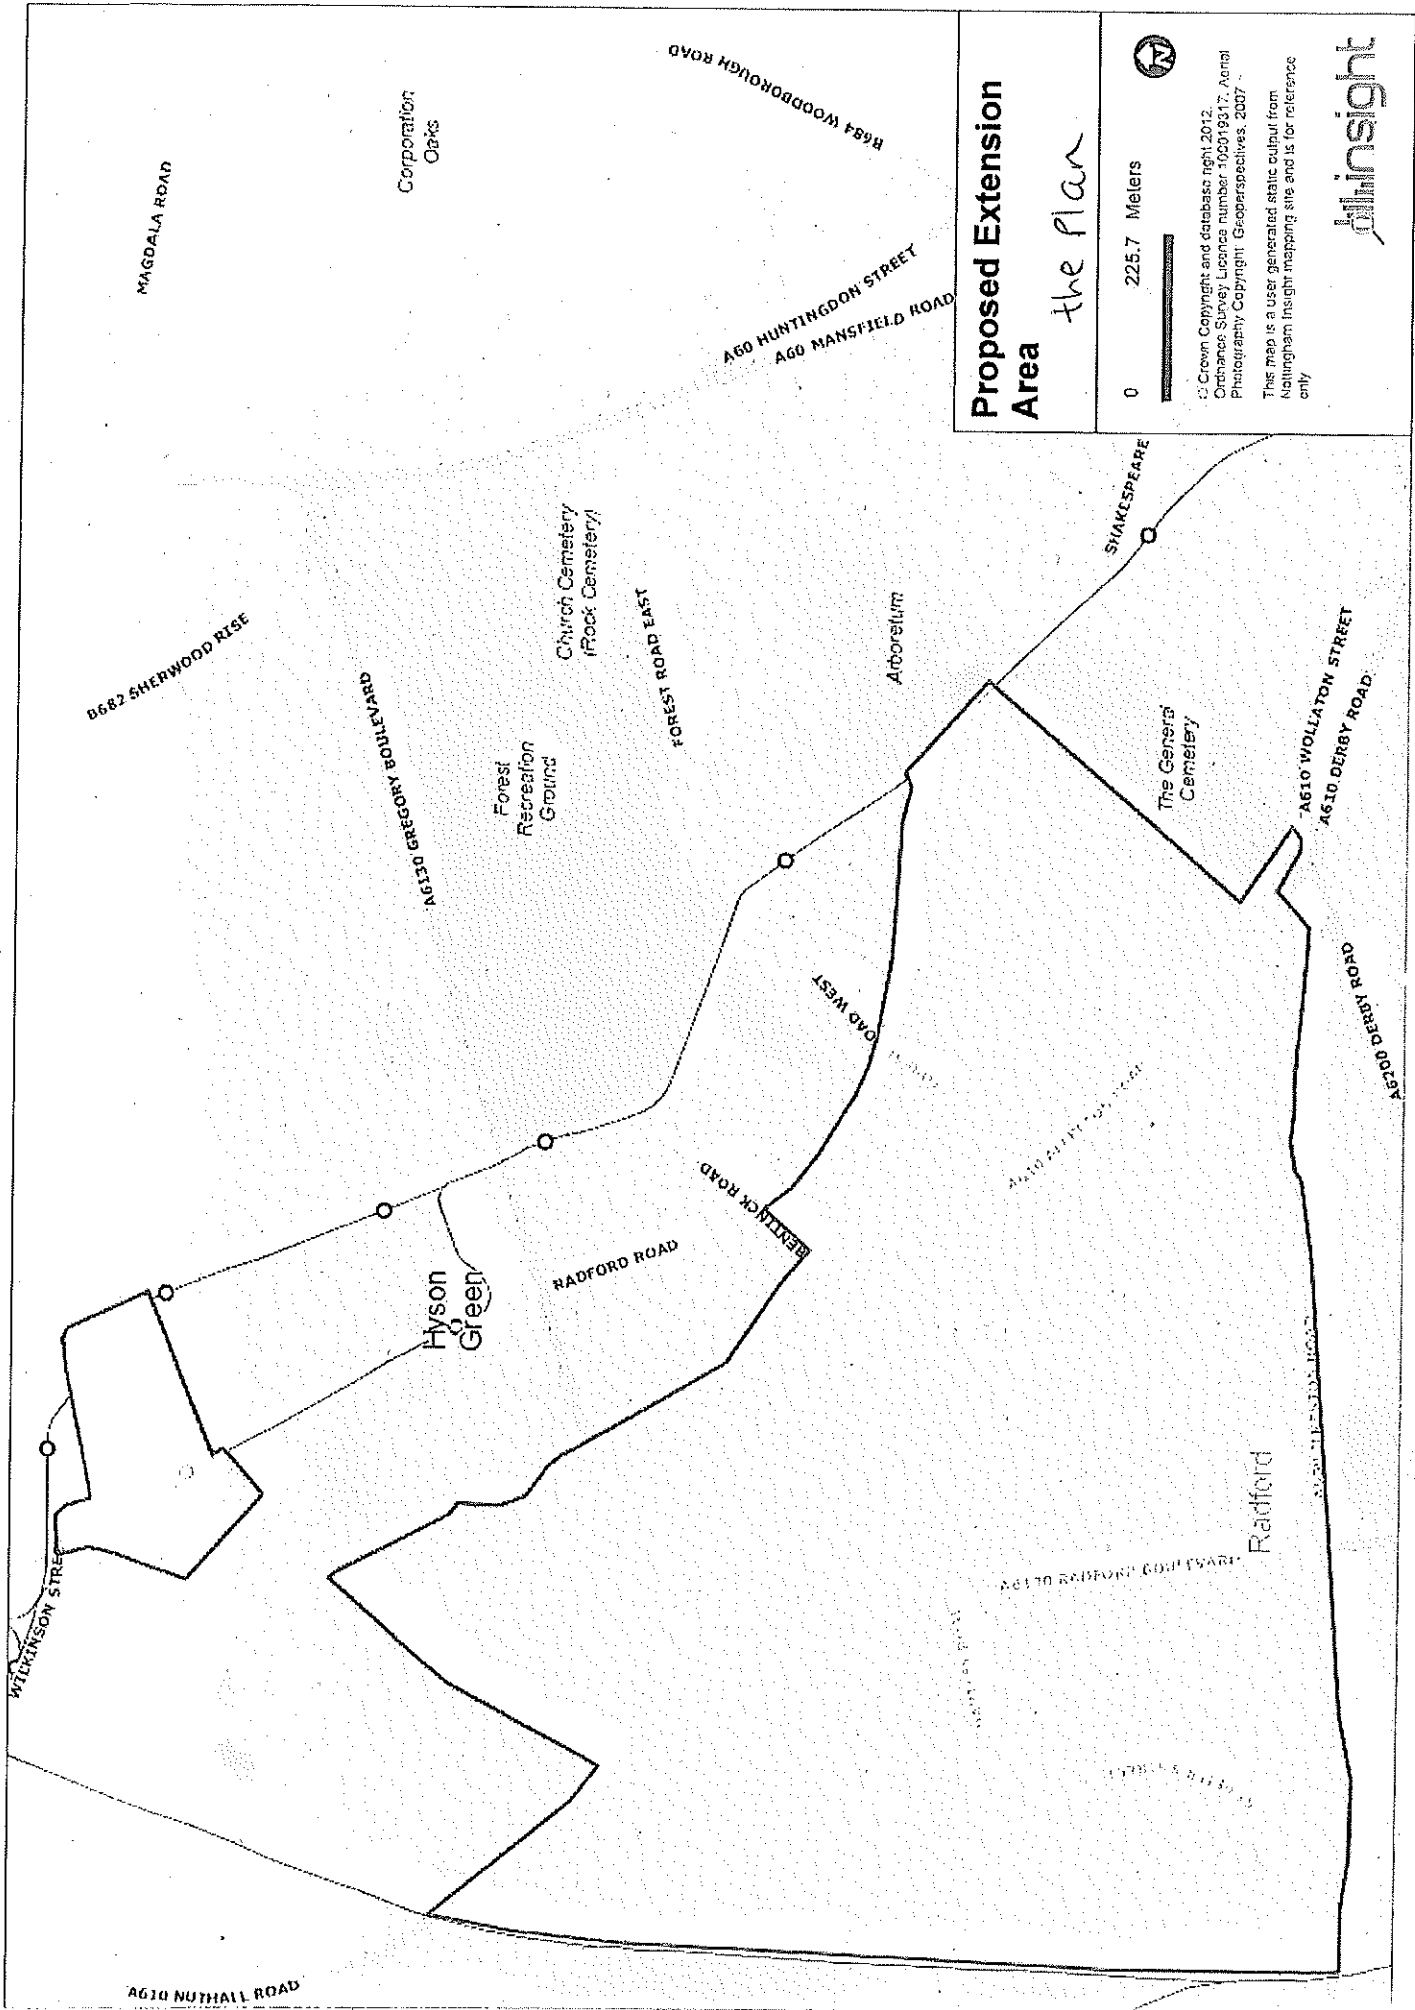 WILKINSON STRE
A610 NUTHALL ROAD
B682 SHERWOOD RISE
MAGDALA ROAD
Corporation
Oaks
B684 WOODBOROUGH ROAD
A6130 GREGORY BOULEVARD
Forest
Recreation
Ground
Church Cemetery
(Rock Cemetery)
FOREST ROAD EAST
A60 HUNTINGDON STREET
A60 MANSFIELD ROAD
Hyson
Green
RADFORD ROAD
BENTINCK ROAD
OAD WEST
Arboretum
SHAKESPEARE
The General
Cemetery
A610 WOLLATON STREET
A610 DERBY ROAD
A6200 DERBY ROAD
A6130 RADFORD BOULEVARD
Radford
Proposed Extension
Area
the Plan
0 225.7 Meters
N
© Crown Copyright and database right 2012.
Ordnance Survey Licence number 100019317. Aerial
Photography Copyright Geoperspectives, 2007 -
This map is a user generated static output from
Nottingham Insight mapping site and is for reference
only
insight